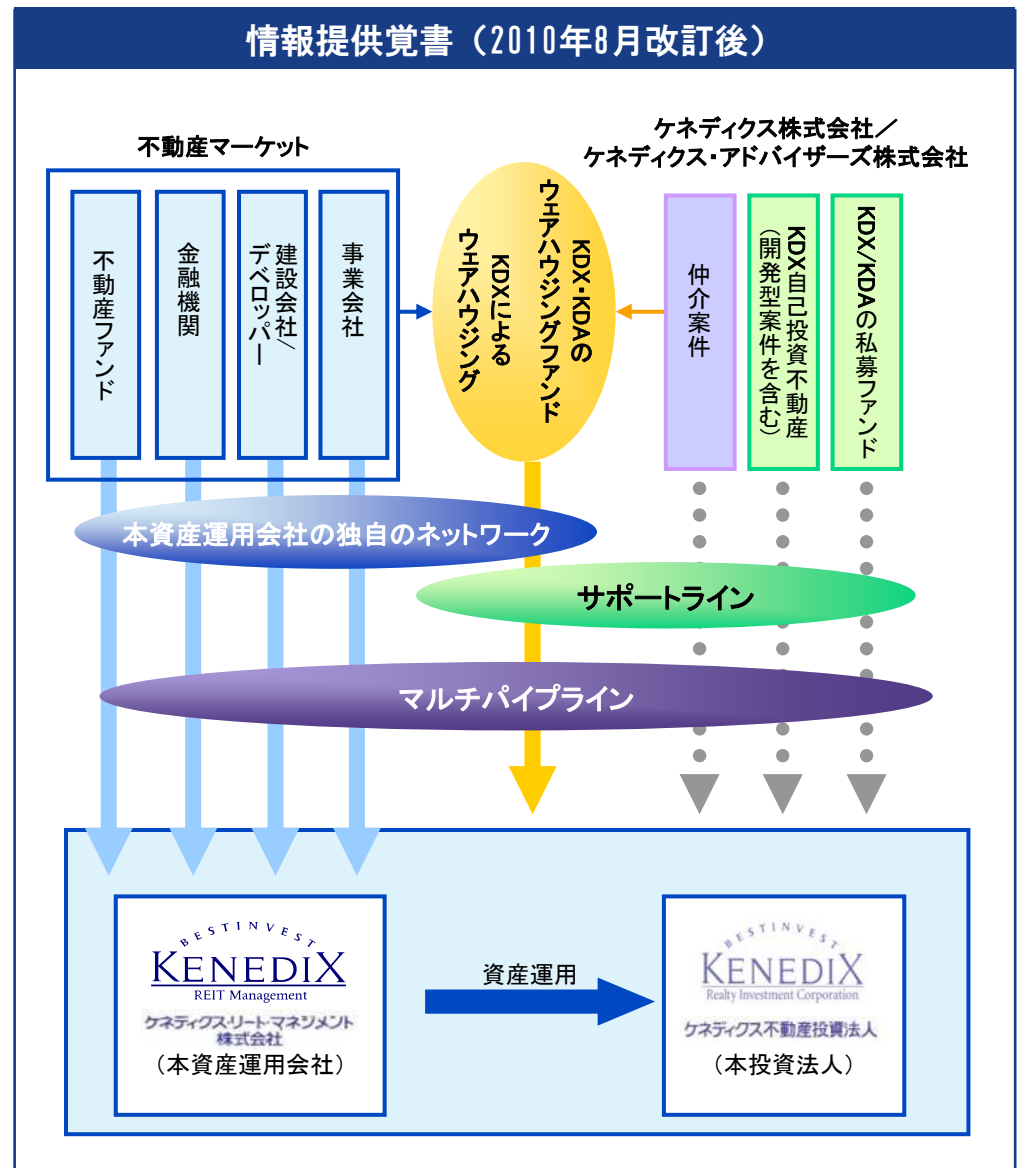 情報提供覚書（2010年8月改訂後）
不動産マーケット
ケネディクス株式会社／
ケネディクス・アドバイザーズ株式会社
不動産ファンド
金融機関
建設会社/
デベロッパー
事業会社
KDX・KDAの
ウェアハウジングファンド
KDXによる
ウェアハウジング
仲介案件
KDX自己投資不動産
（開発型案件を含む）
KDX/KDAの私募ファンド
本資産運用会社の独自のネットワーク
サポートライン
マルチパイプライン
BESTINVEST
KENEDIX
REIT Management
ケネディクス・リート・マネジメント
株式会社
（本資産運用会社）
資産運用
BESTINVEST
KENEDIX
Realty Investment Corporation
ケネディクス不動産投資法人
（本投資法人）